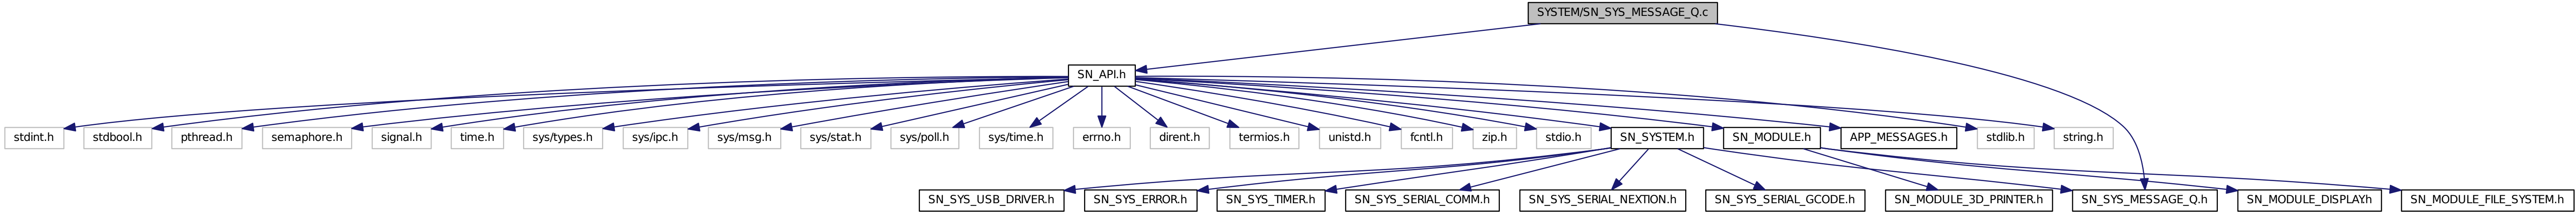 SYSTEM/SN_SYS_MESSAGE_Q.c
SN_API.h
stdint.h
stdbool.h
pthread.h
semaphore.h
signal.h
time.h
sys/types.h
sys/ipc.h
sys/msg.h
sys/stat.h
sys/poll.h
sys/time.h
errno.h
dirent.h
termios.h
unistd.h
fcntl.h
zip.h
stdio.h
SN_SYSTEM.h
SN_MODULE.h
APP_MESSAGES.h
stdlib.h
string.h
SN_SYS_USB_DRIVER.h
SN_SYS_ERROR.h
SN_SYS_TIMER.h
SN_SYS_SERIAL_COMM.h
SN_SYS_SERIAL_NEXTION.h
SN_SYS_SERIAL_GCODE.h
SN_MODULE_3D_PRINTER.h
SN_SYS_MESSAGE_Q.h
SN_MODULE_DISPLAY.h
SN_MODULE_FILE_SYSTEM.h